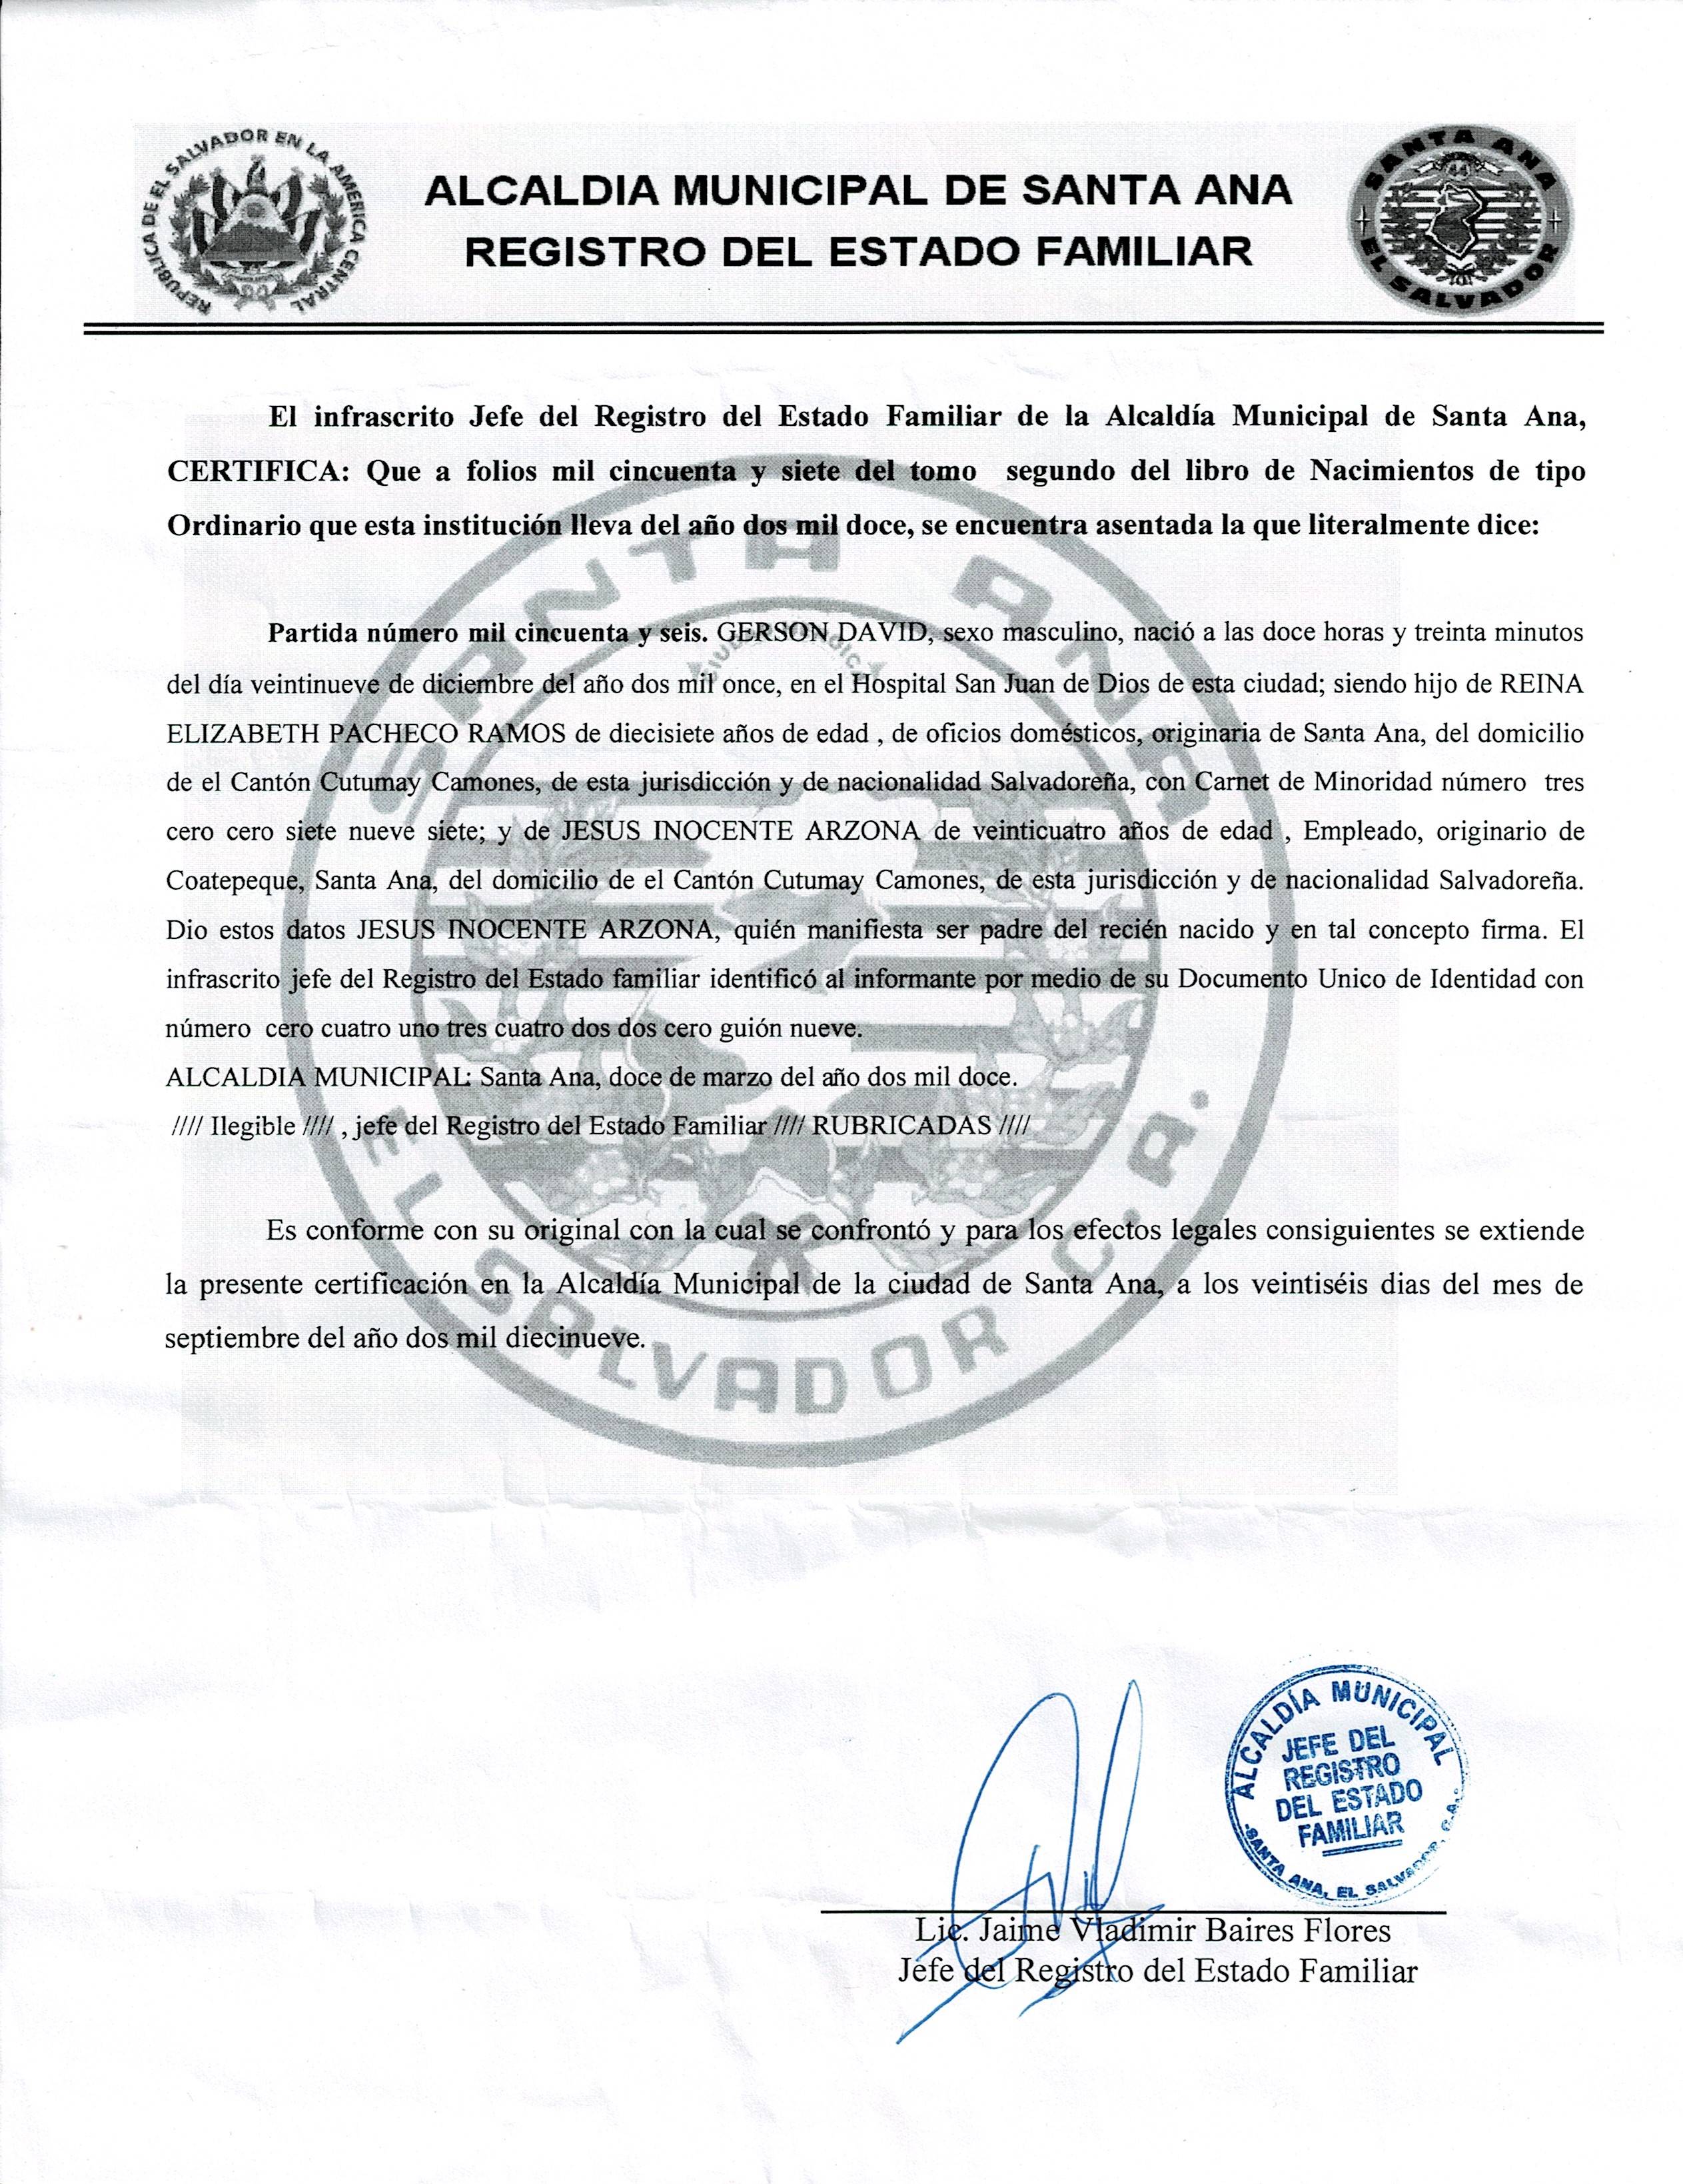 REPUBLICA DE EL SALVADOR EN LA AMERICA CENTRAL
ALCALDIA MUNICIPAL DE SANTA ANA
REGISTRO DEL ESTADO FAMILIAR
SANTA ANA
44
EL SALVADOR
El infrascrito Jefe del Registro del Estado Familiar de la Alcaldía Municipal de Santa Ana,
CERTIFICA: Que a folios mil cincuenta y siete del tomo segundo del libro de Nacimientos de tipo
Ordinario que esta institución lleva del año dos mil doce, se encuentra asentada la que literalmente dice:
Partida número mil cincuenta y seis. GERSON DAVID, sexo masculino, nació a las doce horas y treinta minutos
del día veintinueve de diciembre del año dos mil once, en el Hospital San Juan de Dios de esta ciudad; siendo hijo de REINA
ELIZABETH PACHECO RAMOS de diecisiete años de edad , de oficios domésticos, originaria de Santa Ana, del domicilio
de el Cantón Cutumay Camones, de esta jurisdicción y de nacionalidad Salvadoreña, con Carnet de Minoridad número tres
cero cero siete nueve siete; y de JESUS INOCENTE ARZONA de veinticuatro años de edad , Empleado, originario de
Coatepeque, Santa Ana, del domicilio de el Cantón Cutumay Camones, de esta jurisdicción y de nacionalidad Salvadoreña.
Dio estos datos JESUS INOCENTE ARZONA, quién manifiesta ser padre del recién nacido y en tal concepto firma. El
infrascrito jefe del Registro del Estado familiar identificó al informante por medio de su Documento Unico de Identidad con
número cero cuatro uno tres cuatro dos dos cero guión nueve.
ALCALDIA MUNICIPAL: Santa Ana, doce de marzo del año dos mil doce.
//// Ilegible //// , jefe del Registro del Estado Familiar //// RUBRICADAS ////
Es conforme con su original con la cual se confrontó y para los efectos legales consiguientes se extiende
la presente certificación en la Alcaldía Municipal de la ciudad de Santa Ana, a los veintiséis dias del mes de
septiembre del año dos mil diecinueve.
SANTA ANA
EL SALVADOR C.A.
ALCALDÍA MUNICIPAL
JEFE DEL
REGISTRO
DEL ESTADO
FAMILIAR
SANTA ANA, EL SALVADOR, C.A.
Lic. Jaime Vladimir Baires Flores
Jefe del Registro del Estado Familiar